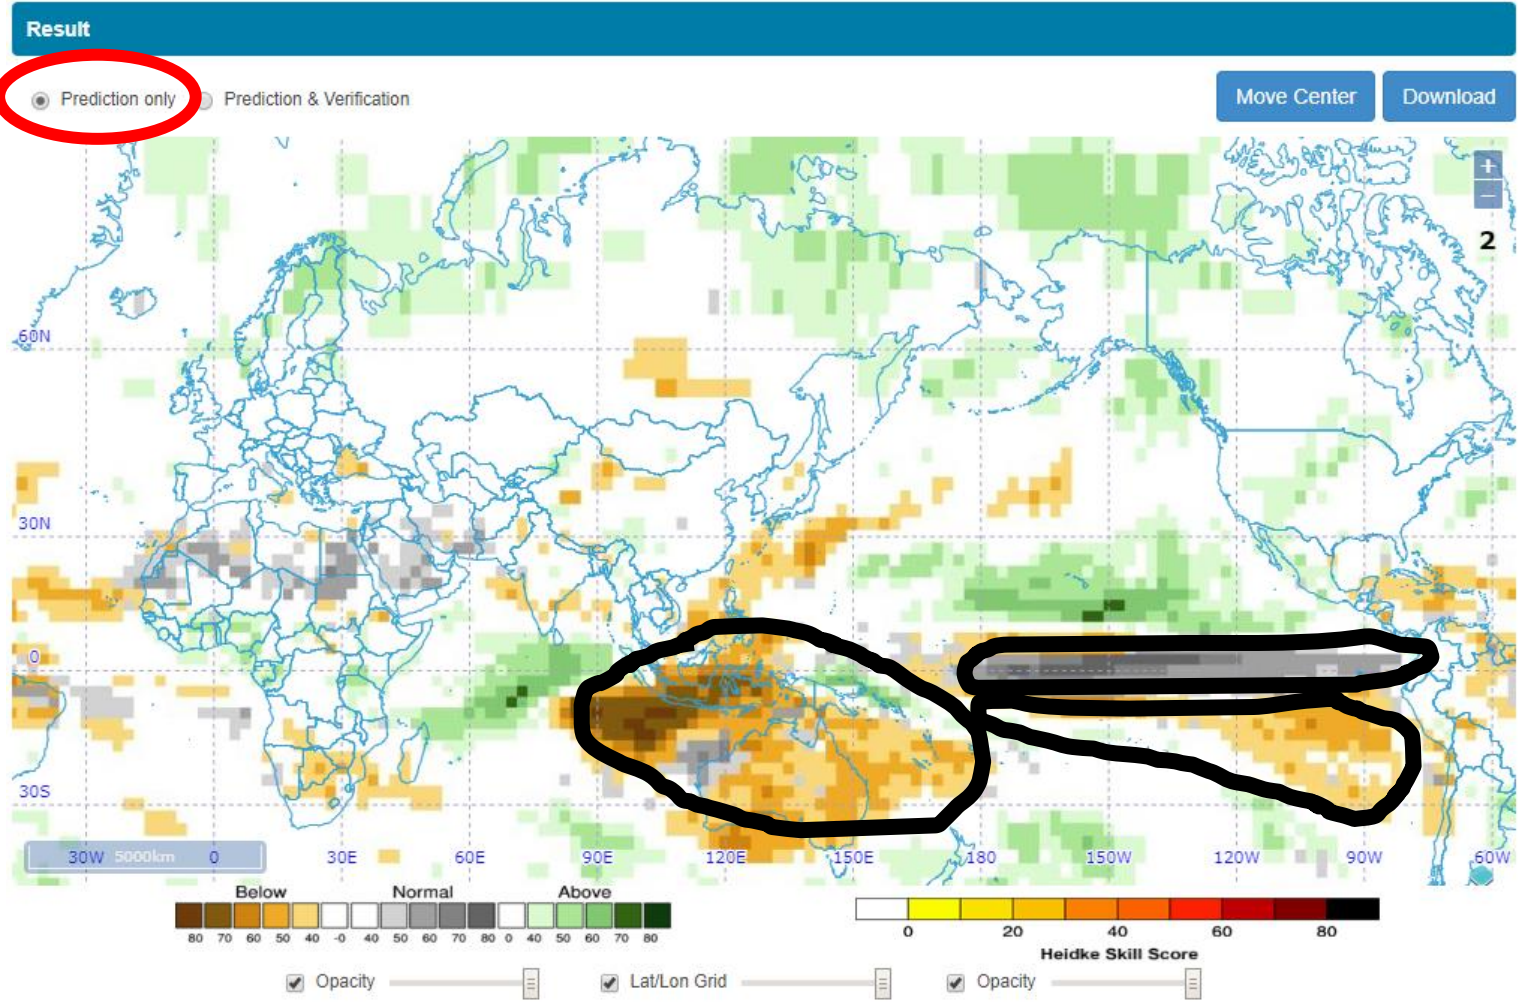 Result
Prediction only Prediction & Verification
Move Center Download
+
−
2
60N
30N
0
30S
30W 5000km 0 30E 60E 90E 120E 150E 180 150W 120W 90W 60W
Below Normal Above
80 70 60 50 40 -0 40 50 60 70 80 0 40 50 60 70 80
0 20 40 60 80
Heidke Skill Score
Opacity Lat/Lon Grid Opacity